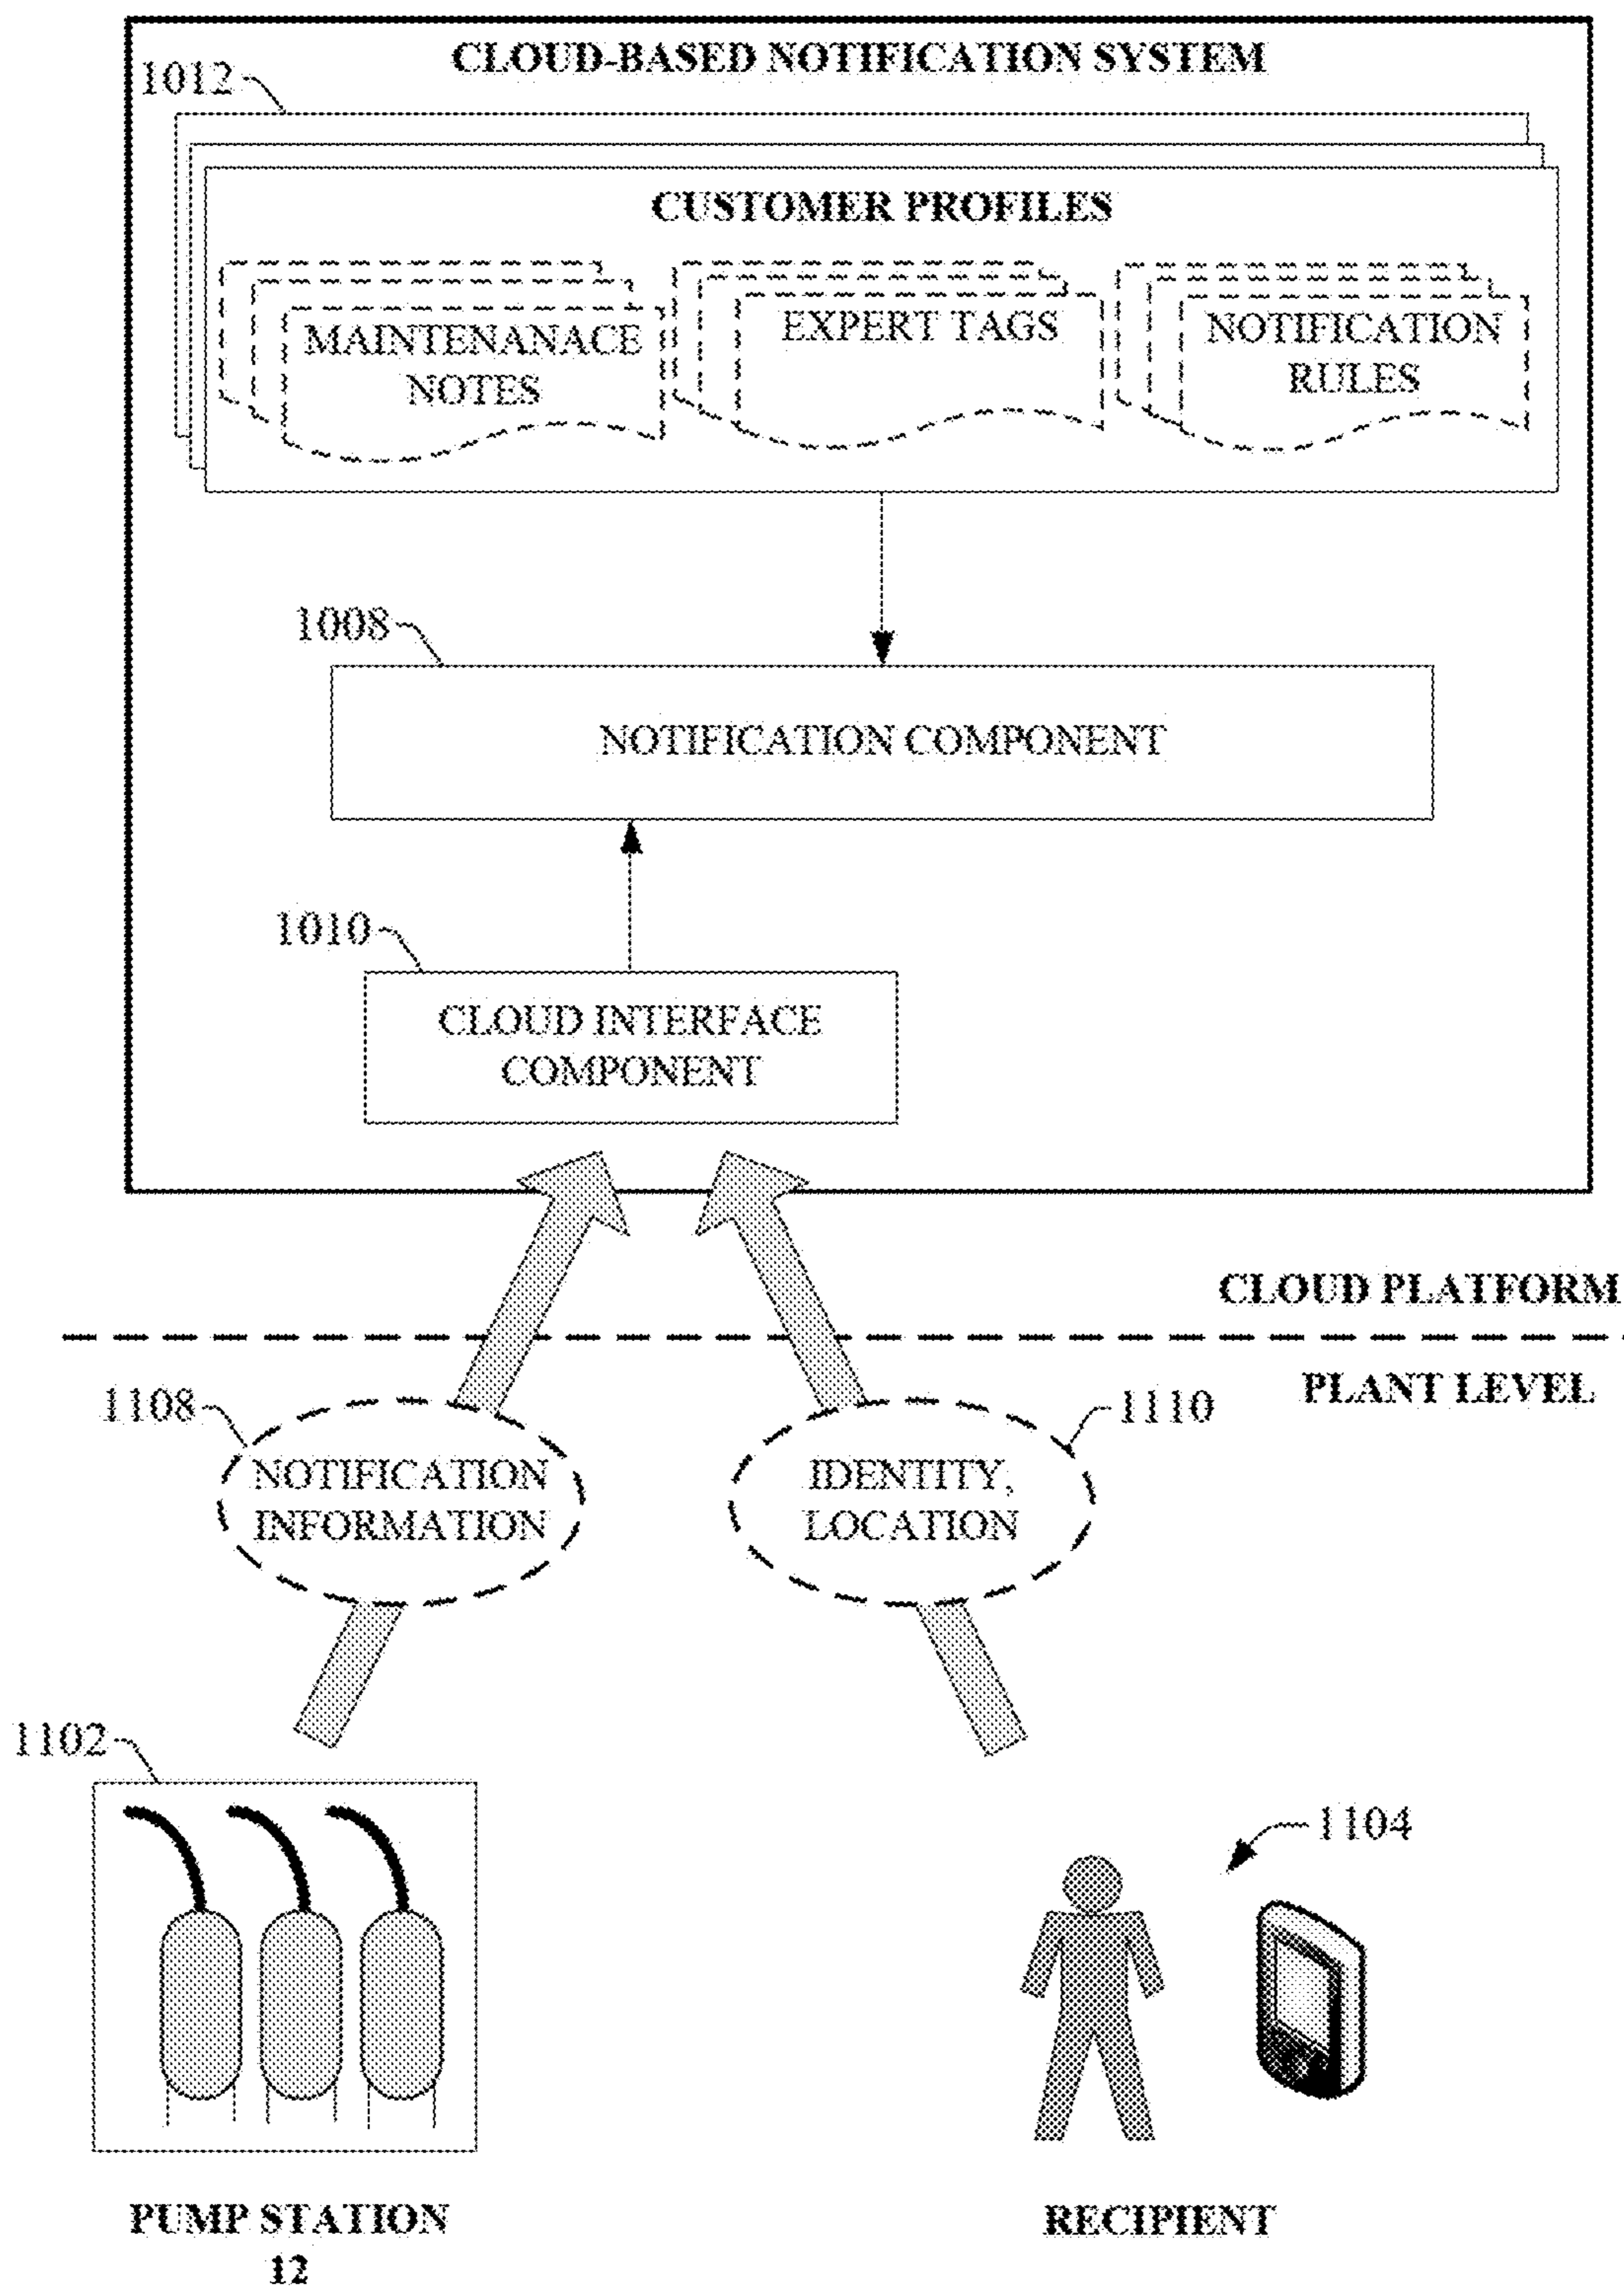 CLOUD-BASED NOTIFICATION SYSTEM
1012
CUSTOMER PROFILES
MAINTENANACE
NOTES
EXPERT TAGS
NOTIFICATION
RULES
1008
NOTIFICATION COMPONENT
1010
CLOUD INTERFACE
COMPONENT
CLOUD PLATFORM
PLANT LEVEL
1108
NOTIFICATION
INFORMATION
1110
IDENTITY,
LOCATION
1102
1104
PUMP STATION
12
RECIPIENT